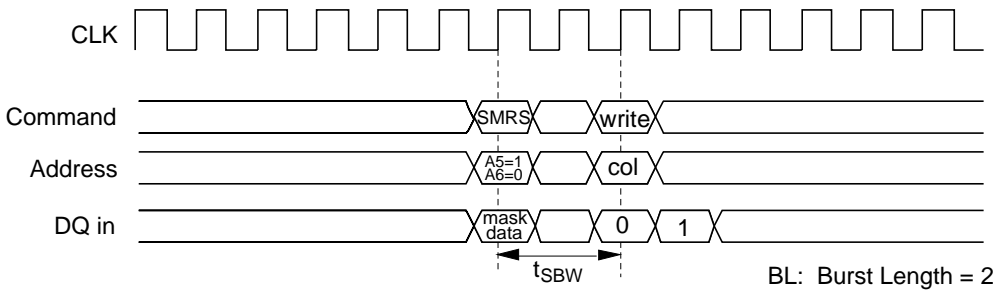 CLK
Command SMRS write
Address A5=1 A6=0 col
DQ in mask data 0 1
tSBW
BL: Burst Length = 2